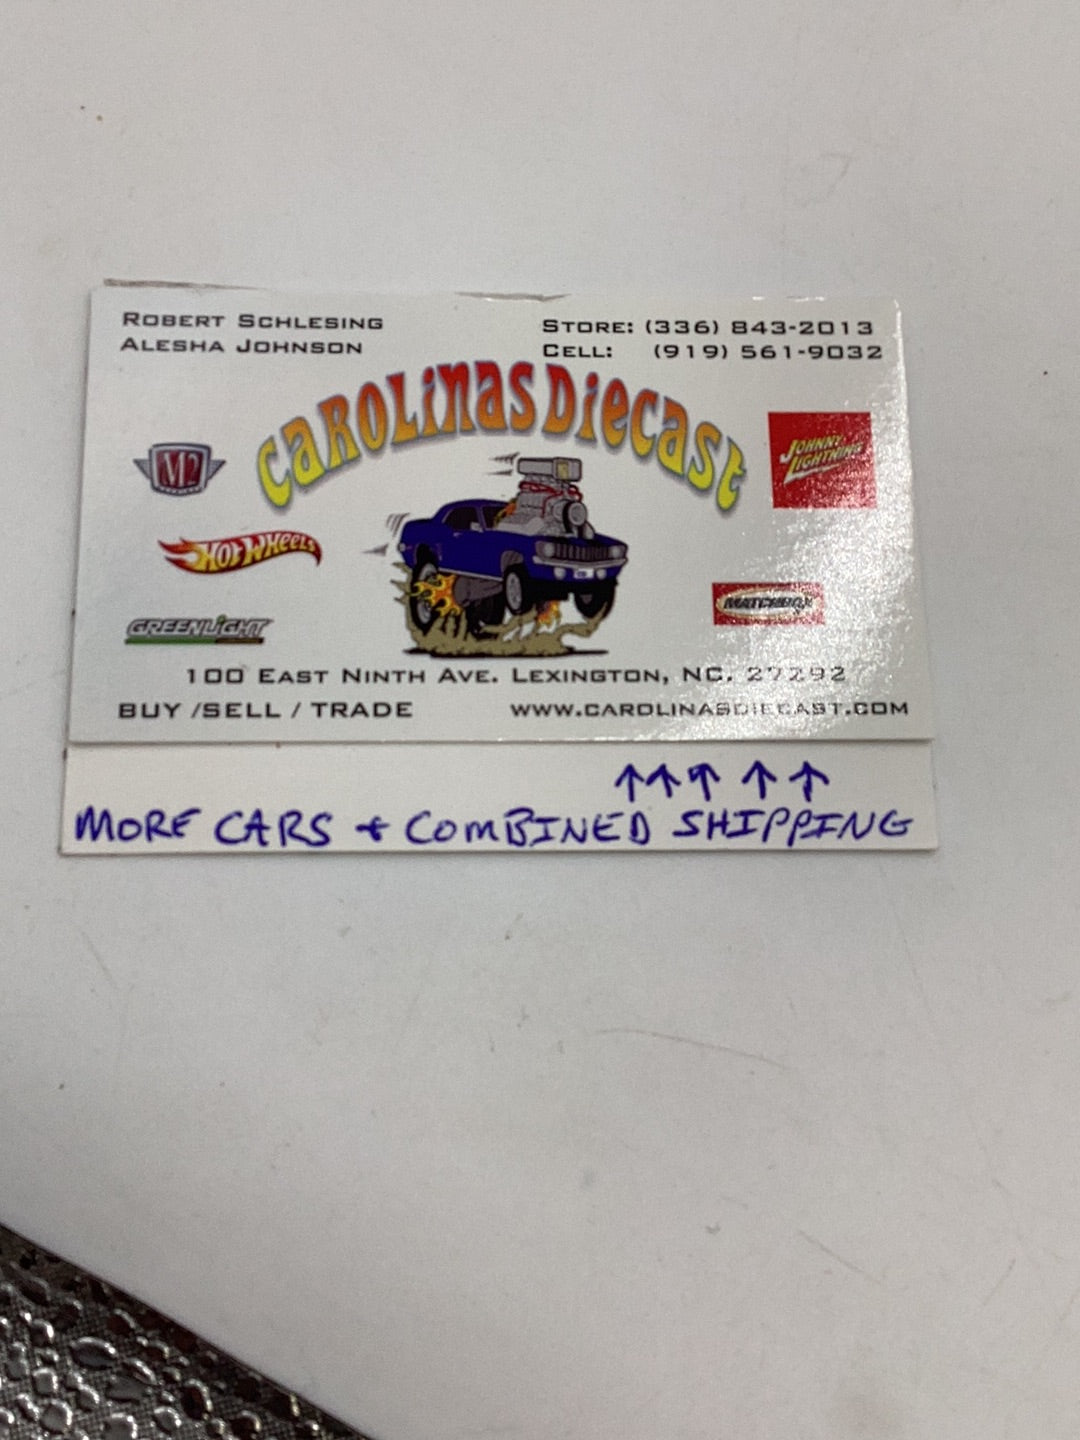 ROBERT SCHLESING
ALESHA JOHNSON
STORE: (336) 843-2013
CELL: (919) 561-9032
CAROLINAS DIECAST
M2
JOHNNY LIGHTNING
HOT WHEELS
MATCHBOX
GREENLIGHT
100 EAST NINTH AVE. LEXINGTON, NC. 27292
BUY /SELL / TRADE
WWW.CAROLINASDIECAST.COM
↑↑↑ ↑ ↑
MORE CARS + COMBINED SHIPPING